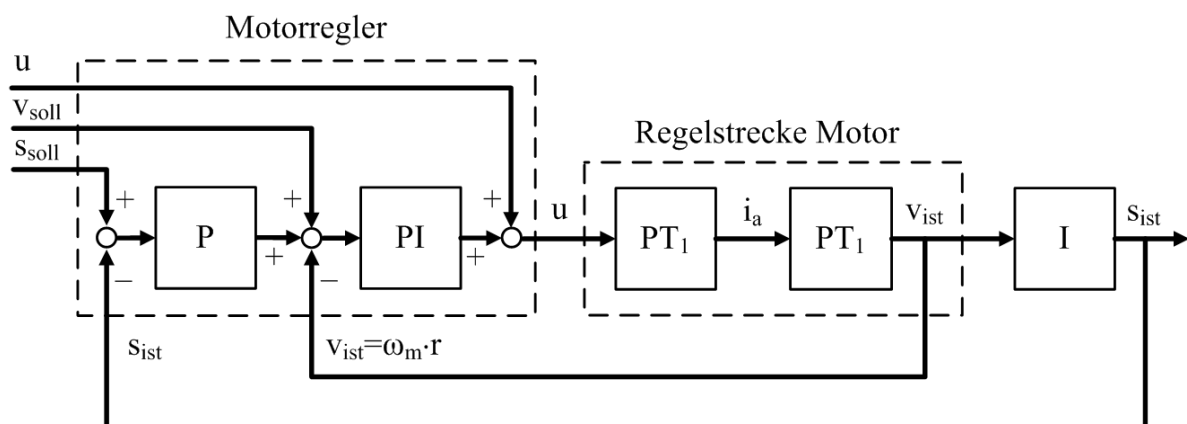 Motorregler
u
v_soll
s_soll
Regelstrecke Motor
+ + +
u
i_a
v_ist
s_ist
P
PI
PT₁
PT₁
I
+ +
− −
s_ist
v_ist=ω_m·r